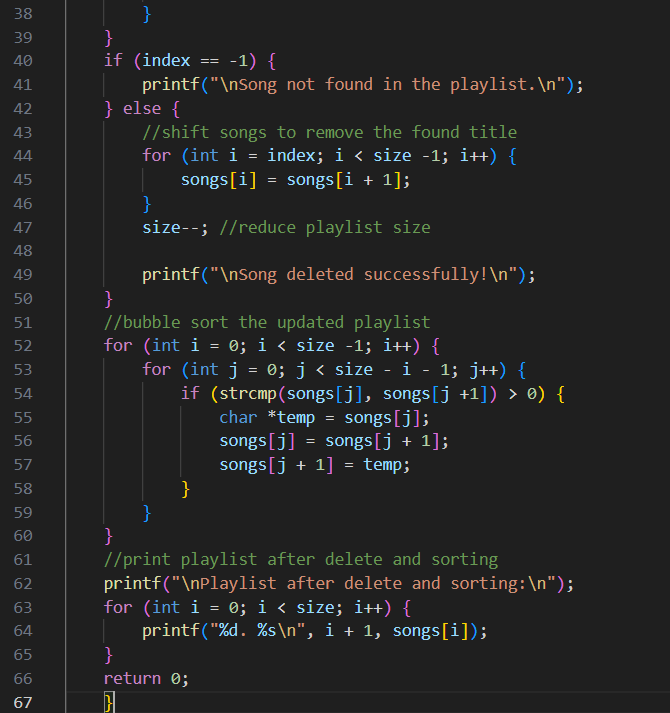 38            }
39        }
40        if (index == -1) {
41            printf("\nSong not found in the playlist.\n");
42        } else {
43            //shift songs to remove the found title
44            for (int i = index; i < size -1; i++) {
45                songs[i] = songs[i + 1];
46            }
47            size--; //reduce playlist size
48
49            printf("\nSong deleted successfully!\n");
50        }
51        //bubble sort the updated playlist
52        for (int i = 0; i < size -1; i++) {
53            for (int j = 0; j < size - i - 1; j++) {
54                if (strcmp(songs[j], songs[j +1]) > 0) {
55                    char *temp = songs[j];
56                    songs[j] = songs[j + 1];
57                    songs[j + 1] = temp;
58                }
59            }
60        }
61        //print playlist after delete and sorting
62        printf("\nPlaylist after delete and sorting:\n");
63        for (int i = 0; i < size; i++) {
64            printf("%d. %s\n", i + 1, songs[i]);
65        }
66        return 0;
67        }